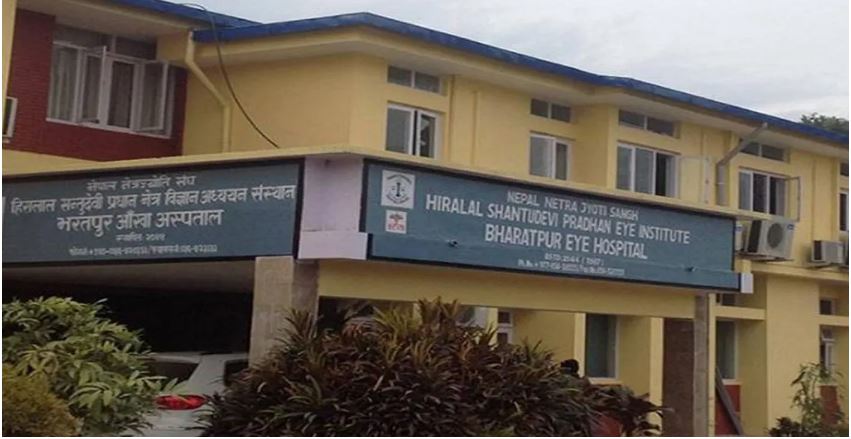 नेपाल नेत्रज्योति संघ
हिरालाल सन्तुदेवी प्रधान नेत्र विज्ञान अध्ययन संस्थान
भरतपुर आँखा अस्पताल
NEPAL NETRA JYOTI SANGH
HIRALAL SHANTUDEVI PRADHAN EYE INSTITUTE
BHARATPUR EYE HOSPITAL